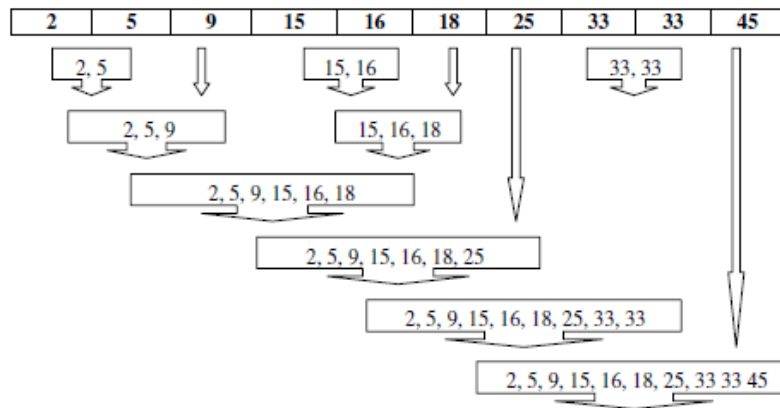 2 5 9 15 16 18 25 33 33 45
2, 5 15, 16 33, 33
2, 5, 9 15, 16, 18
2, 5, 9, 15, 16, 18
2, 5, 9, 15, 16, 18, 25
2, 5, 9, 15, 16, 18, 25, 33, 33
2, 5, 9, 15, 16, 18, 25, 33 33 45